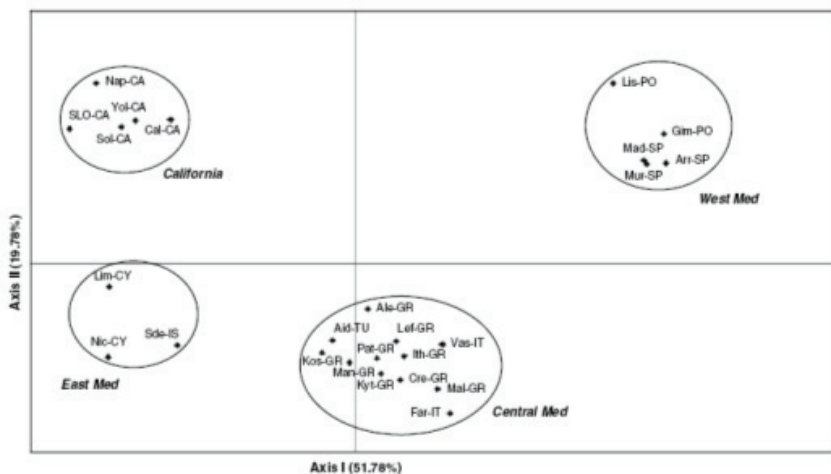 Nap-CA
Yol-CA
SLO-CA
Cal-CA
Sol-CA
California
Lis-PO
Gim-PO
Mad-SP
Arr-SP
Mur-SP
West Med
Axis II (19.78%)
Lim-CY
Sde-IS
Nic-CY
East Med
Ale-GR
Aid-TU
Lef-GR
Vas-IT
Pat-GR
Ith-GR
Kos-GR
Man-GR
Cre-GR
Kyt-GR
Mal-GR
Far-IT
Central Med
Axis I (51.78%)